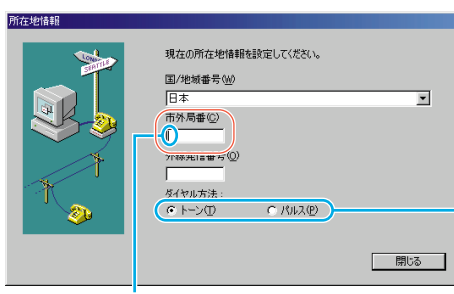 所在地情報
LONDON
SEATTLE
現在の所在地情報を設定してください。
国/地域番号(W)
日本
市外局番(C)
外線発信番号(O)
ダイヤル方法:
トーン(T)
パルス(P)
閉じる